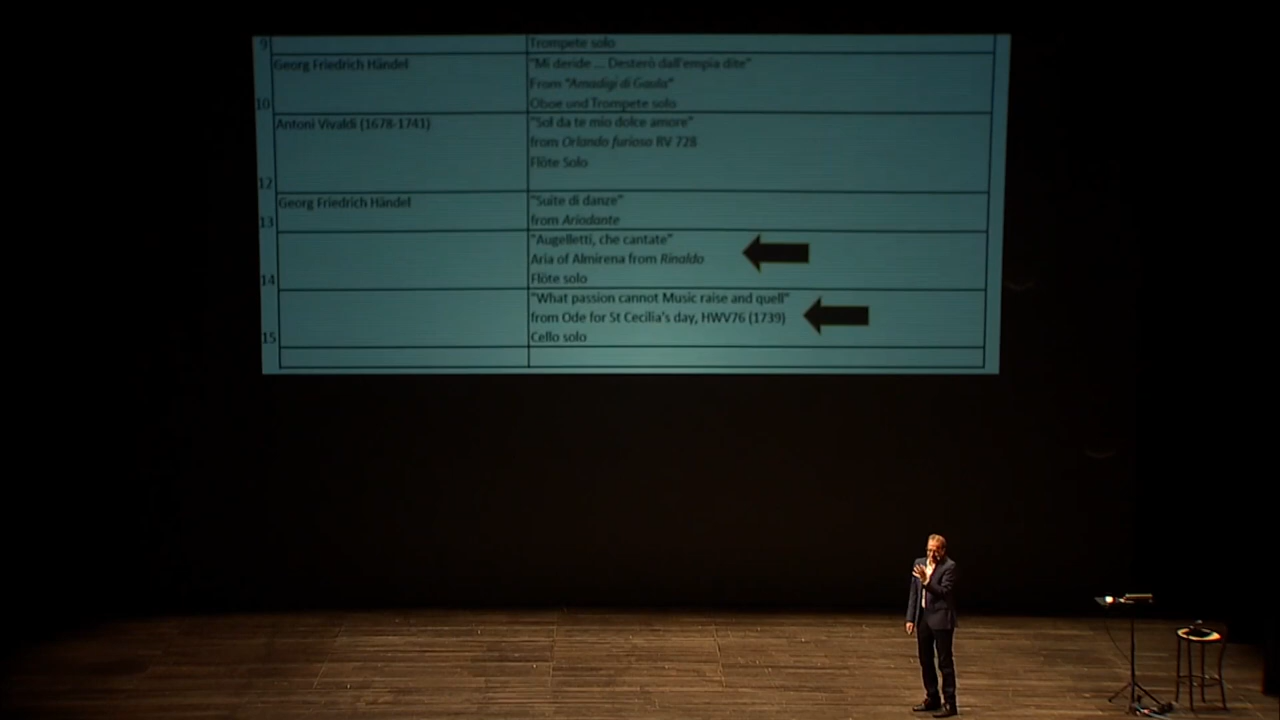 9
Trompete solo
Georg Friedrich Händel
"Mi deride ... Desterò dall'empia dite"
From "Amadigi di Gaula"
10
Oboe und Trompete solo
Antoni Vivaldi (1678-1741)
"Sol da te mio dolce amore"
from Orlando furioso RV 728
Flöte Solo
12
Georg Friedrich Händel
"Suite di danze"
13
from Ariodante
"Augelletti, che cantate"
Aria of Almirena from Rinaldo
14
Flöte solo
"What passion cannot Music raise and quell"
from Ode for St Cecilia's day, HWV76 (1739)
15
Cello solo